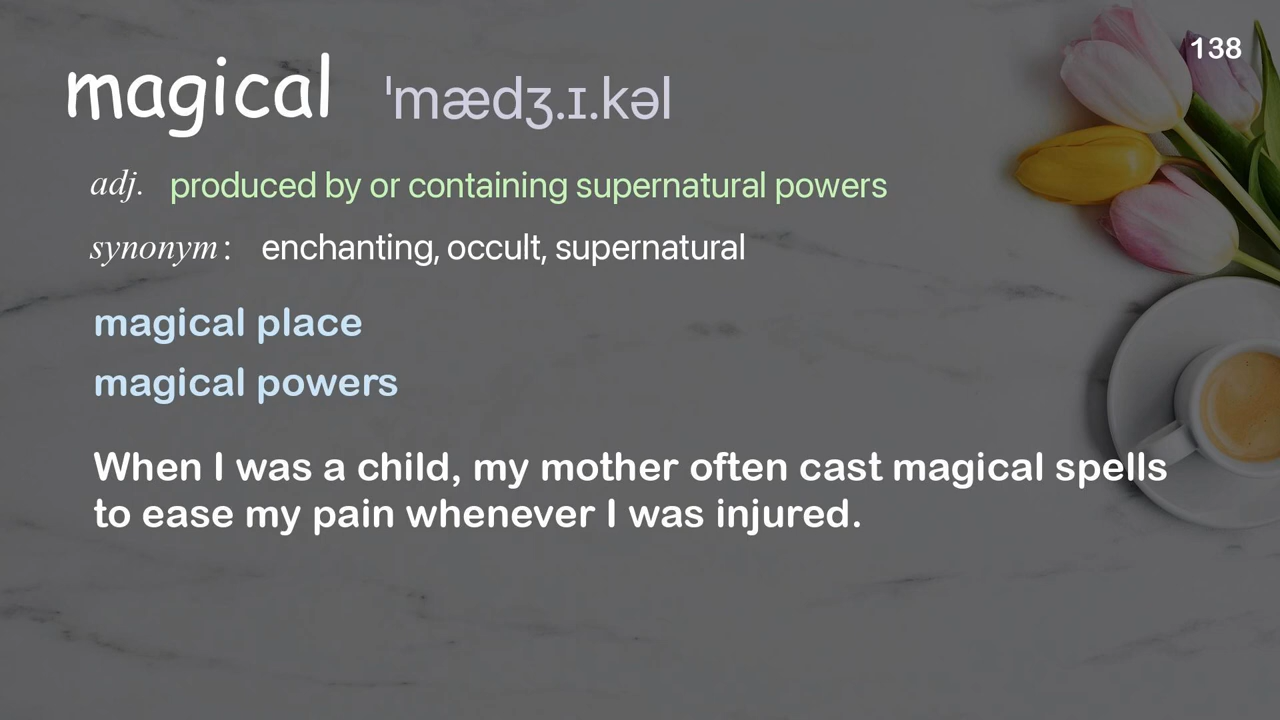 138
magical ˈmædʒ.ɪ.kəl
adj. produced by or containing supernatural powers
synonym: enchanting, occult, supernatural
magical place
magical powers
When I was a child, my mother often cast magical spells
to ease my pain whenever I was injured.